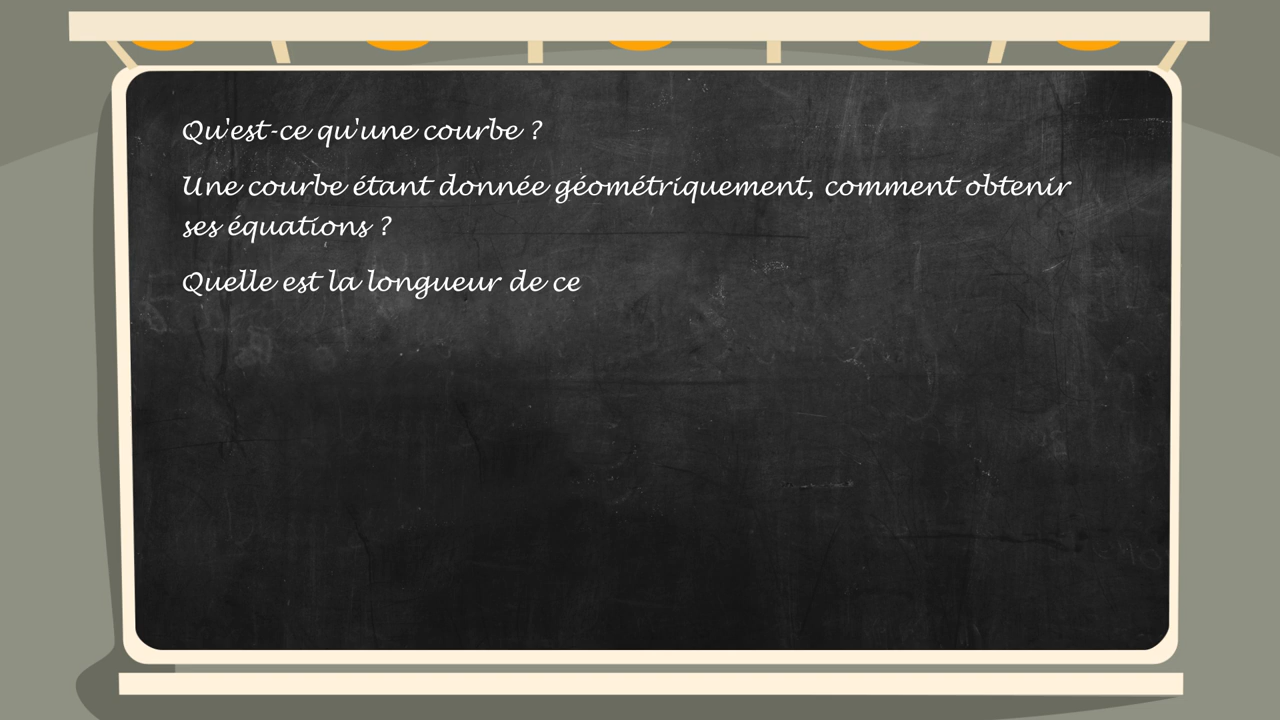 Qu'est-ce qu'une courbe ?
Une courbe étant donnée géométriquement, comment obtenir
ses équations ?
Quelle est la longueur de ce